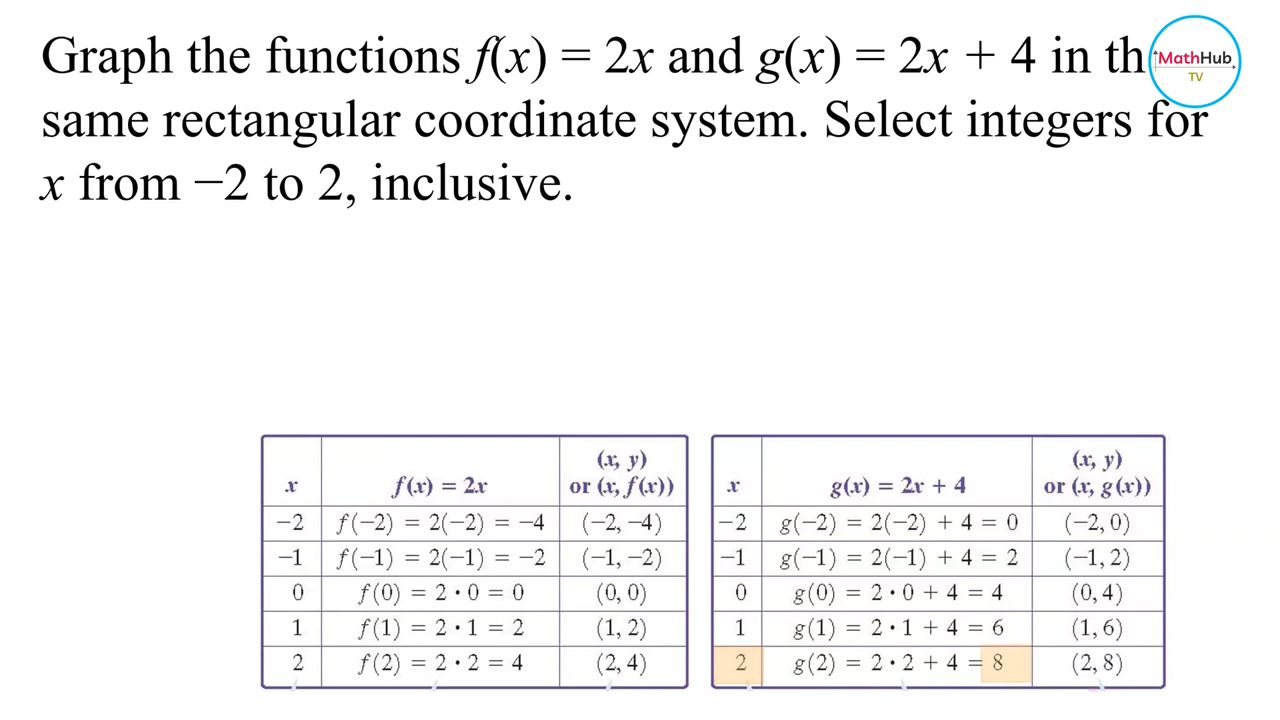 Graph the functions f(x) = 2x and g(x) = 2x + 4 in th
MathHub
TV
same rectangular coordinate system. Select integers for
x from −2 to 2, inclusive.
x f(x) = 2x (x, y) or (x, f(x))
−2 f(−2) = 2(−2) = −4 (−2, −4)
−1 f(−1) = 2(−1) = −2 (−1, −2)
0 f(0) = 2 · 0 = 0 (0, 0)
1 f(1) = 2 · 1 = 2 (1, 2)
2 f(2) = 2 · 2 = 4 (2, 4)
x g(x) = 2x + 4 (x, y) or (x, g(x))
−2 g(−2) = 2(−2) + 4 = 0 (−2, 0)
−1 g(−1) = 2(−1) + 4 = 2 (−1, 2)
0 g(0) = 2 · 0 + 4 = 4 (0, 4)
1 g(1) = 2 · 1 + 4 = 6 (1, 6)
2 g(2) = 2 · 2 + 4 = 8 (2, 8)